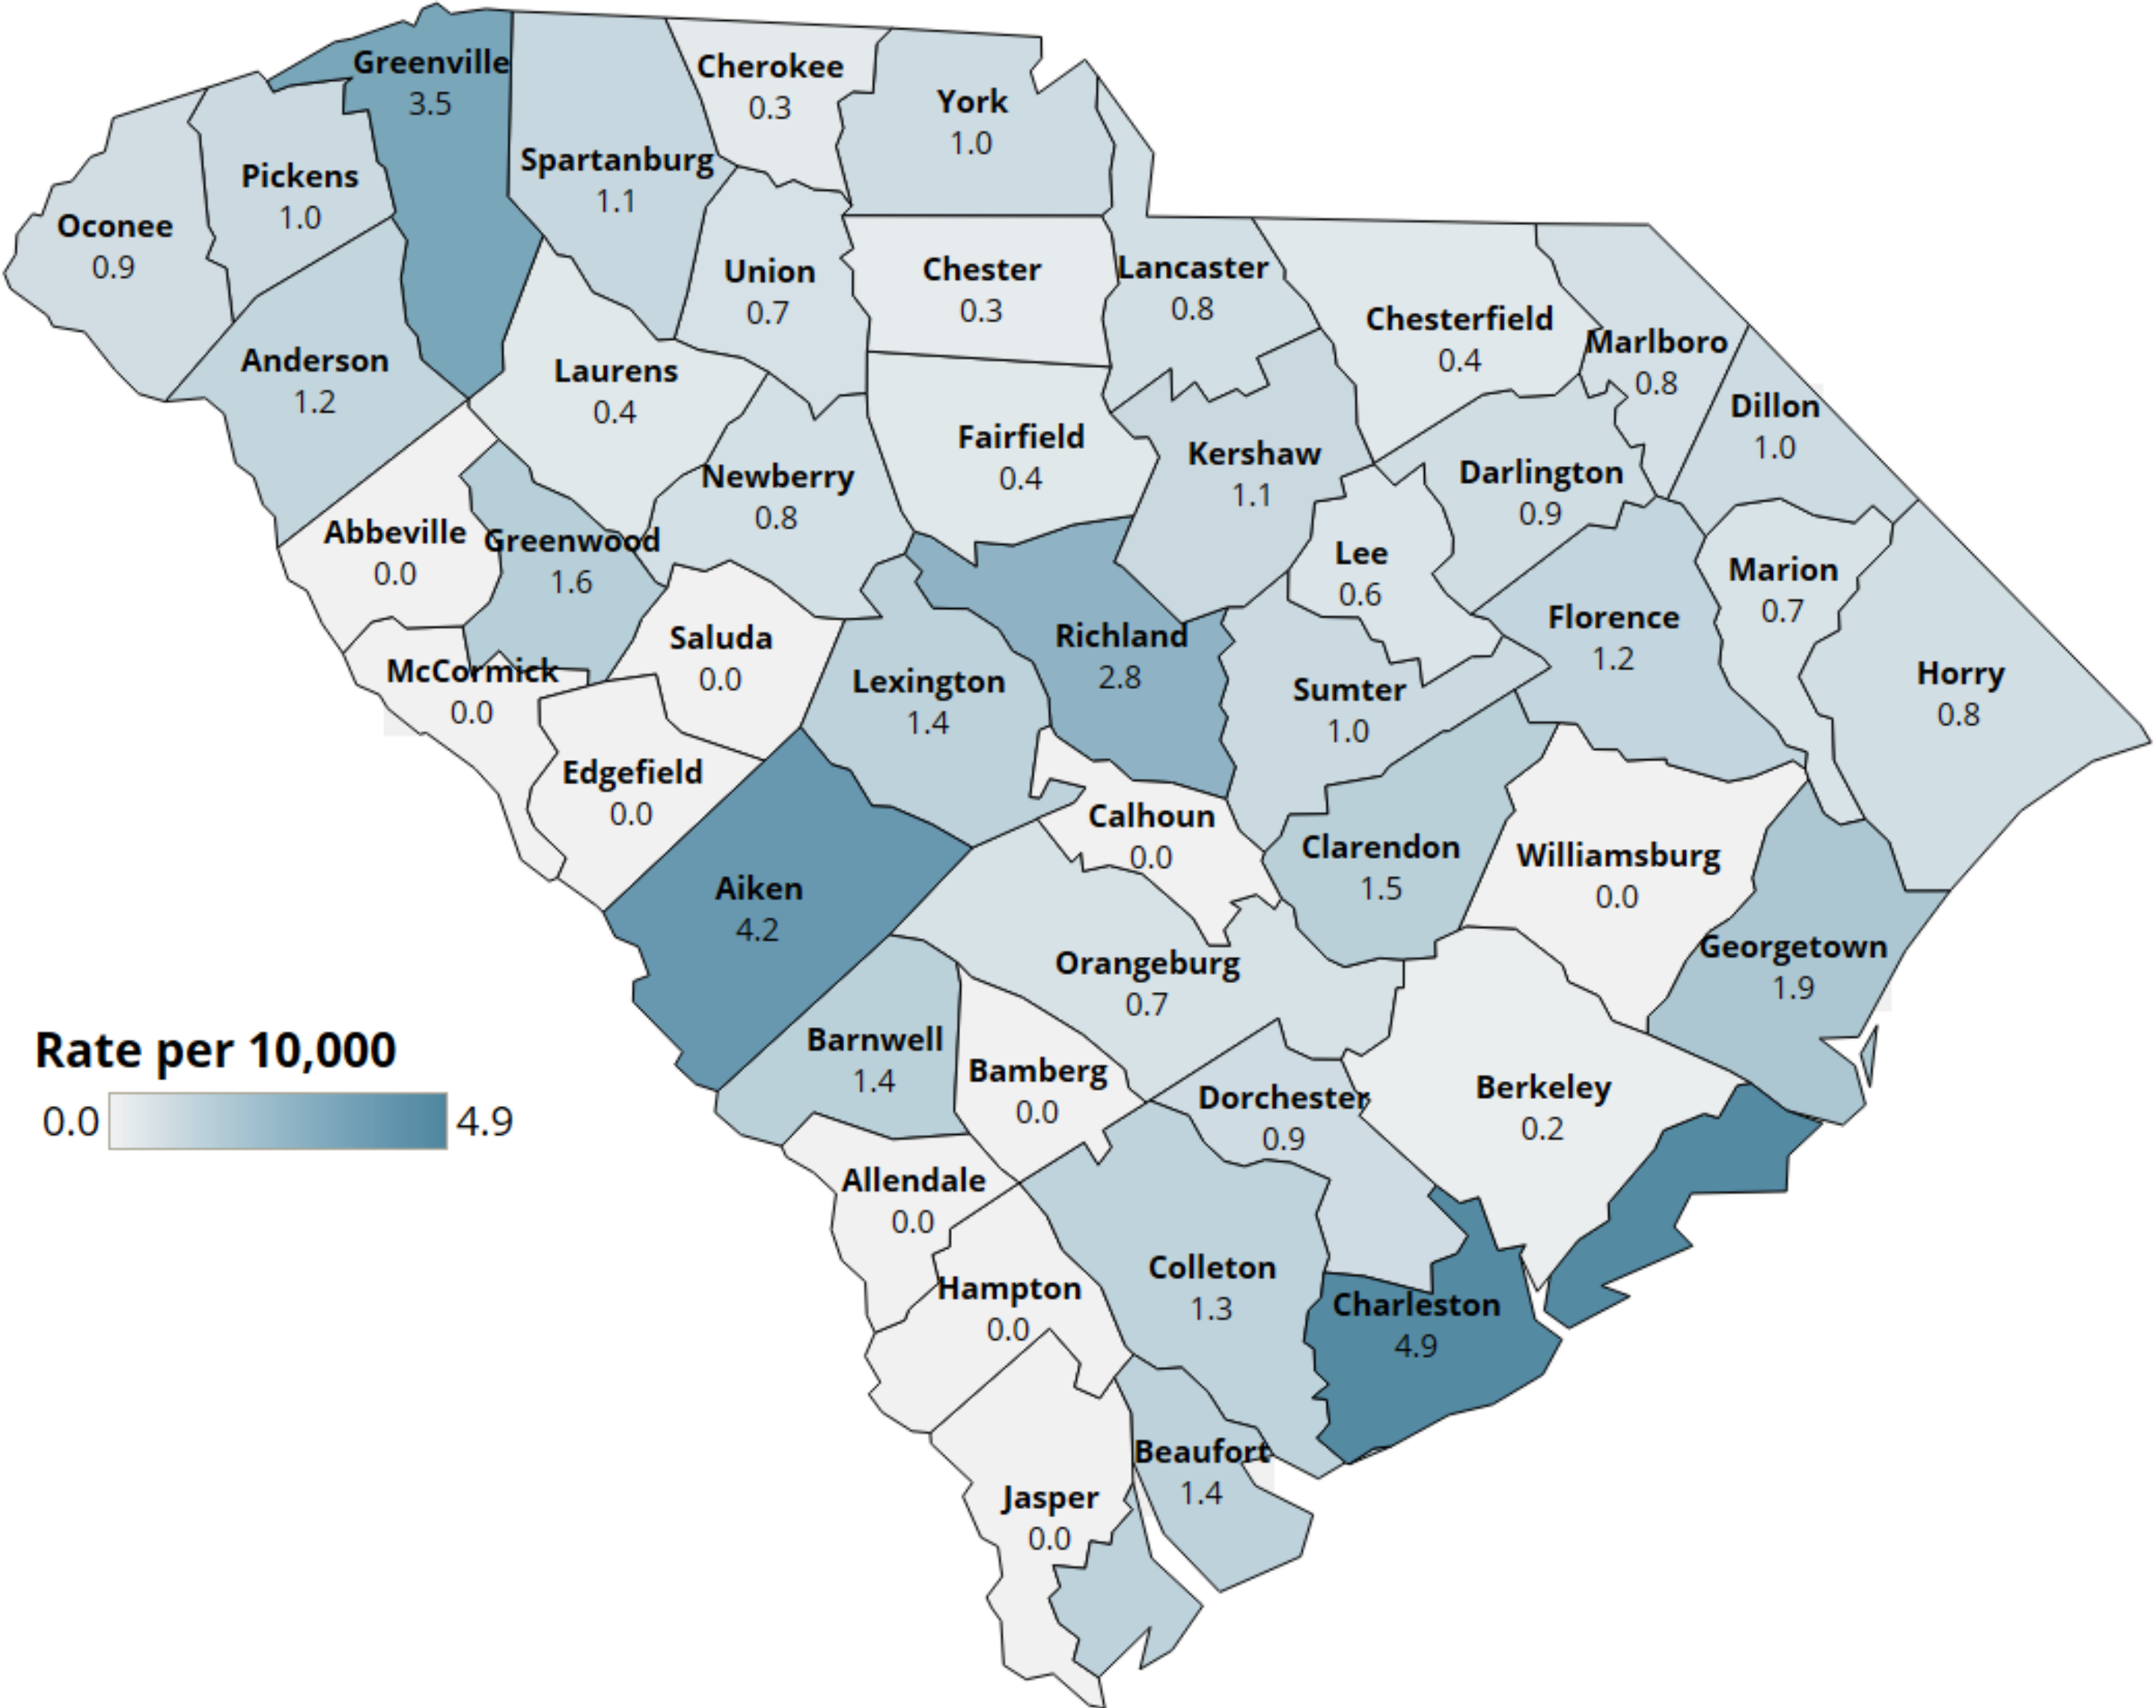 Greenville
3.5
Cherokee
0.3
York
1.0
Spartanburg
1.1
Pickens
1.0
Oconee
0.9
Union
0.7
Chester
0.3
Lancaster
0.8
Chesterfield
0.4
Marlboro
0.8
Dillon
1.0
Anderson
1.2
Laurens
0.4
Newberry
0.8
Fairfield
0.4
Kershaw
1.1
Darlington
0.9
Abbeville
0.0
Greenwood
1.6
Lee
0.6
Marion
0.7
Florence
1.2
Saluda
0.0
Richland
2.8
McCormick
0.0
Lexington
1.4
Sumter
1.0
Horry
0.8
Edgefield
0.0
Calhoun
0.0
Clarendon
1.5
Williamsburg
0.0
Aiken
4.2
Orangeburg
0.7
Georgetown
1.9
Barnwell
1.4
Bamberg
0.0
Dorchester
0.9
Berkeley
0.2
Rate per 10,000
0.0 4.9
Allendale
0.0
Hampton
0.0
Colleton
1.3
Charleston
4.9
Beaufort
1.4
Jasper
0.0